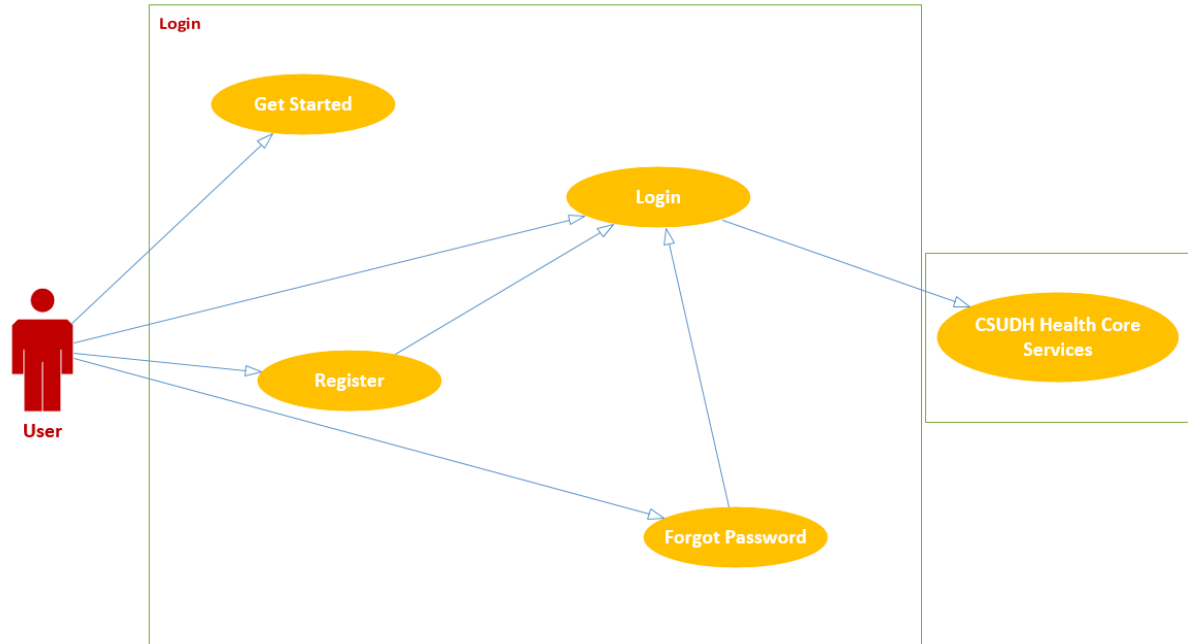 Login
Get Started
Login
CSUDH Health Core
Services
Register
User
Forgot Password